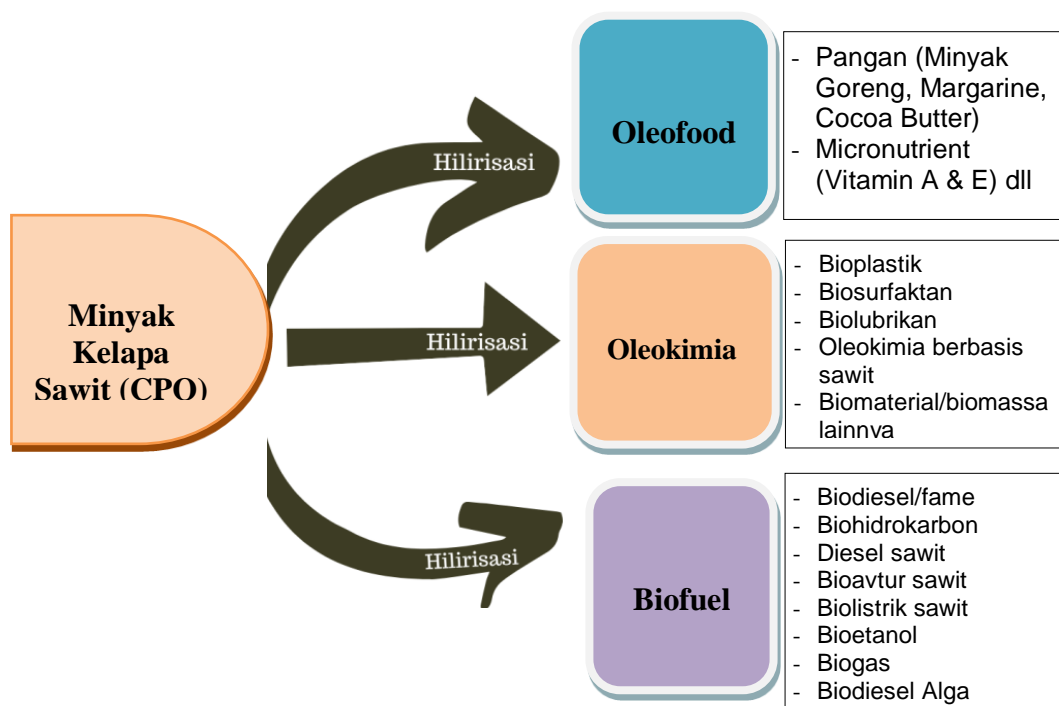 Minyak
Kelapa
Sawit (CPO)
Hilirisasi
Oleofood
- Pangan (Minyak
Goreng, Margarine,
Cocoa Butter)
- Micronutrient
(Vitamin A & E) dll
Hilirisasi
Oleokimia
- Bioplastik
- Biosurfaktan
- Biolubrikan
- Oleokimia berbasis
sawit
- Biomaterial/biomassa
lainnya
Hilirisasi
Biofuel
- Biodiesel/fame
- Biohidrokarbon
- Diesel sawit
- Bioavtur sawit
- Biolistrik sawit
- Bioetanol
- Biogas
- Biodiesel Alga